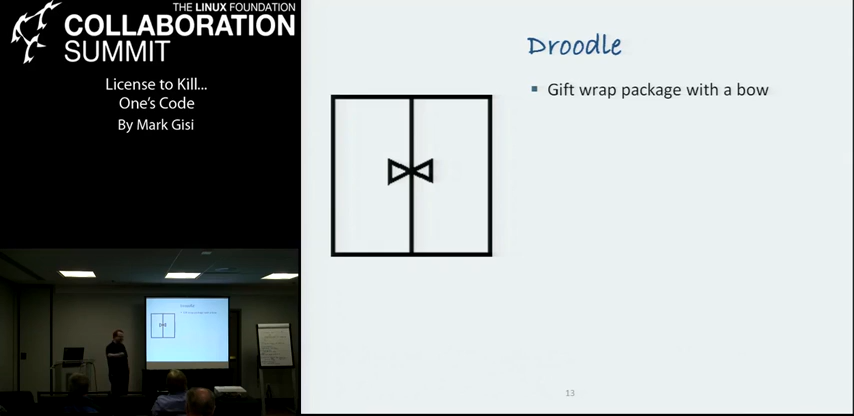 THE LINUX FOUNDATION
COLLABORATION
SUMMIT
License to Kill...
One's Code
By Mark Gisi
Droodle
▪ Gift wrap package with a bow
13